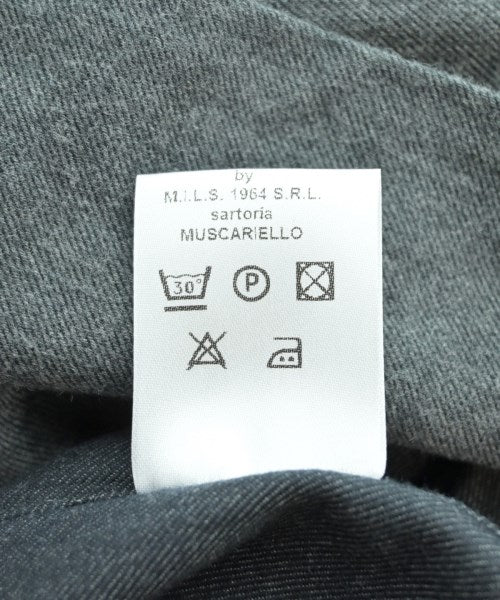 by
M.I.L.S. 1964 S.R.L.
sartoria
MUSCARIELLO
30° P